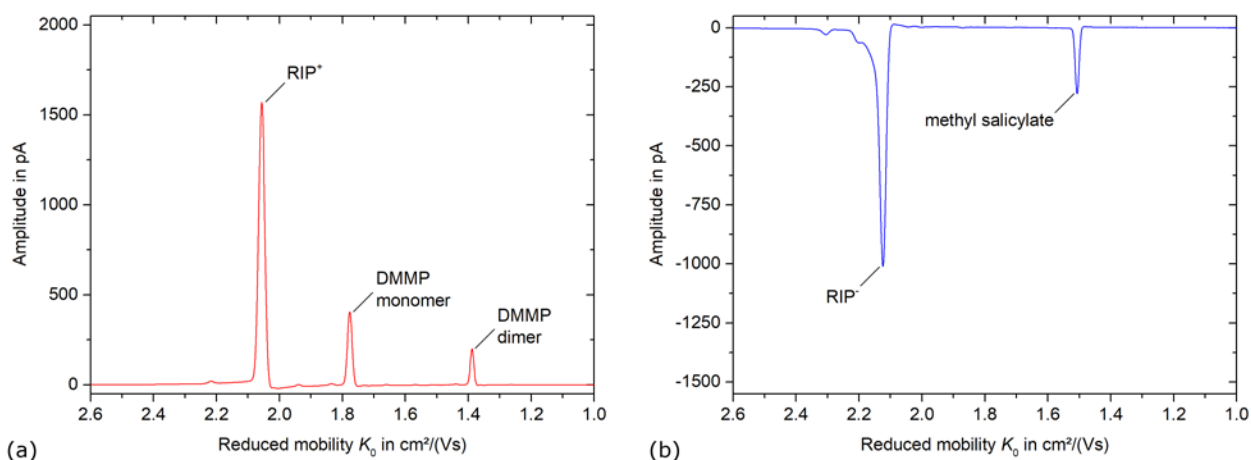 2000
1500
1000
500
0
Amplitude in pA
RIP⁺
DMMP
monomer
DMMP
dimer
2.6 2.4 2.2 2.0 1.8 1.6 1.4 1.2 1.0
Reduced mobility K₀ in cm²/(Vs)
(a)
0
-250
-500
-750
-1000
-1250
-1500
Amplitude in pA
methyl salicylate
RIP⁻
2.6 2.4 2.2 2.0 1.8 1.6 1.4 1.2 1.0
Reduced mobility K₀ in cm²/(Vs)
(b)